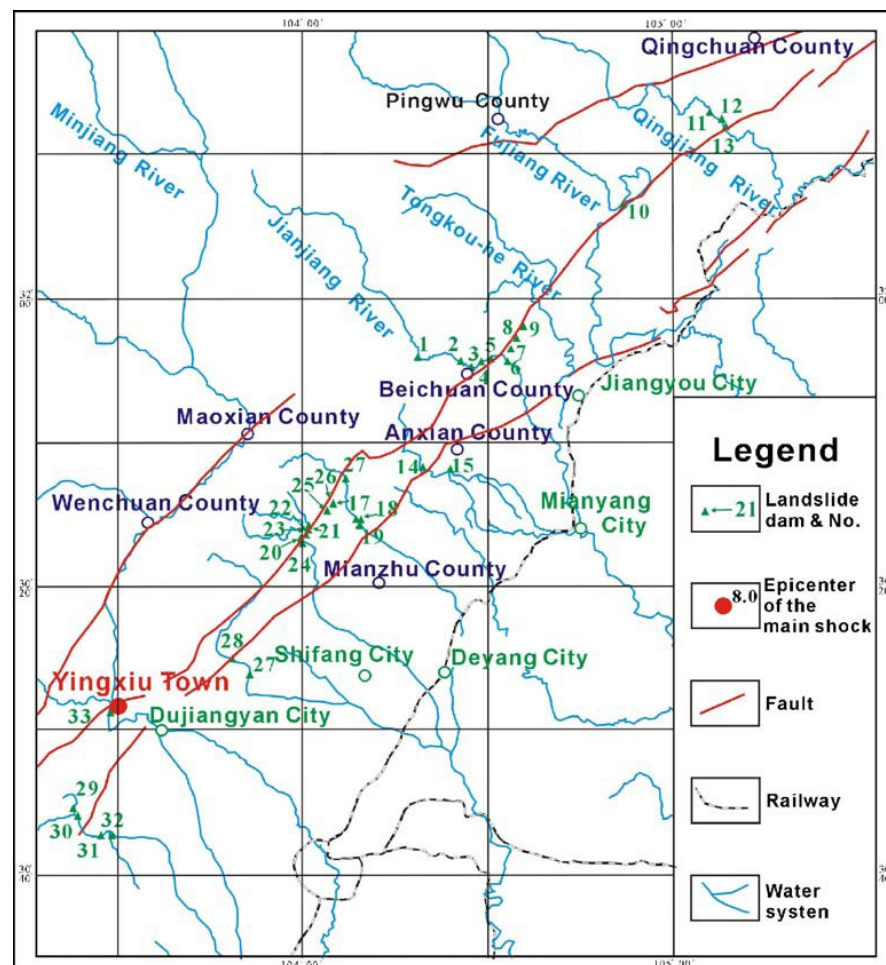 104° 00'
105° 00'
Qingchuan County
Pingwu County
Minjiang River
Fujiang River
Qingjiang River
11
12
13
Tongkou-he River
10
Jianjiang River
1
2
3
4
5
6
7
8
9
Beichuan County
Jiangyou City
Maoxian County
Anxian County
27
26
25
14
15
Wenchuan County
22
17
18
23
21
19
20
24
Mianyang City
Mianzhu County
28
27
Shifang City
Deyang City
Yingxiu Town
33
Dujiangyan City
29
30
31
32
Legend
21
Landslide
dam & No.
8.0
Epicenter
of the
main shock
Fault
Railway
Water
systen
104° 00'